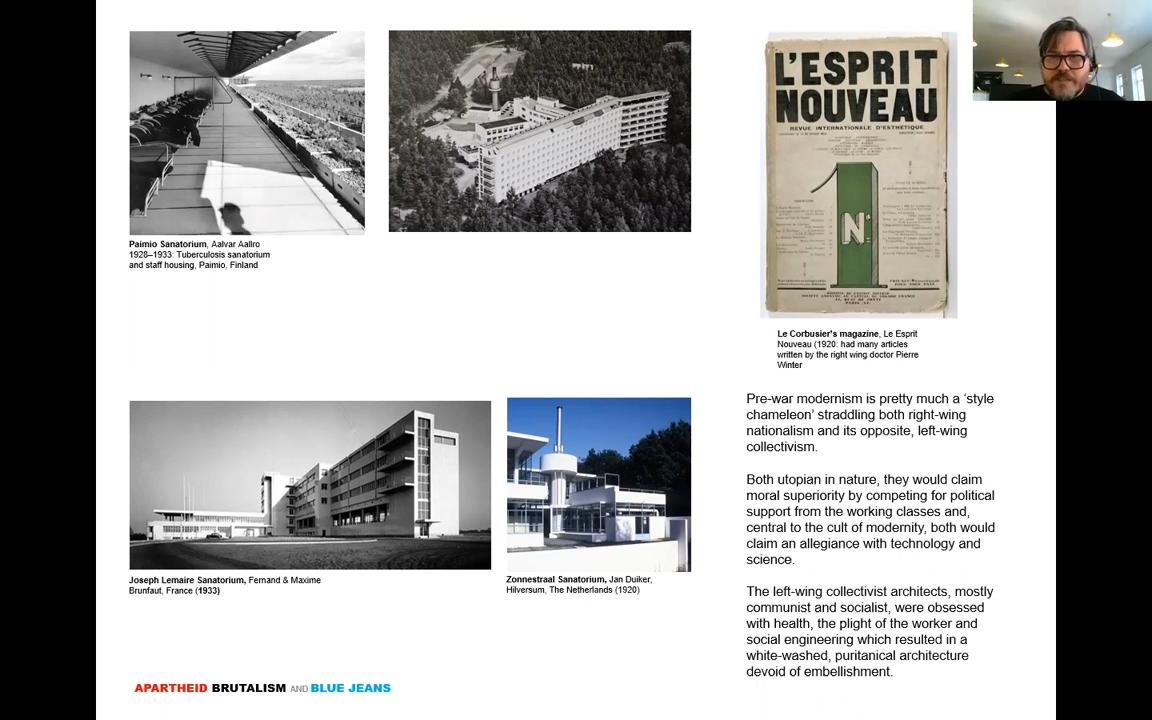 L'ESPRIT
NOUVEAU
REVUE INTERNATIONALE D'ESTHÉTIQUE
N°
Paimio Sanatorium, Aalvar Aallro
1928–1933: Tuberculosis sanatorium
and staff housing, Paimio, Finland
Le Corbusier's magazine, Le Esprit
Nouveau (1920: had many articles
written by the right wing doctor Pierre
Winter
Joseph Lemaire Sanatorium, Fernand & Maxime
Brunfaut, France (1933)
Zonnestraal Sanatorium, Jan Duiker,
Hilversum, The Netherlands (1920)
Pre-war modernism is pretty much a ‘style
chameleon’ straddling both right-wing
nationalism and its opposite, left-wing
collectivism.
Both utopian in nature, they would claim
moral superiority by competing for political
support from the working classes and,
central to the cult of modernity, both would
claim an allegiance with technology and
science.
The left-wing collectivist architects, mostly
communist and socialist, were obsessed
with health, the plight of the worker and
social engineering which resulted in a
white-washed, puritanical architecture
devoid of embellishment.
APARTHEID BRUTALISM AND BLUE JEANS